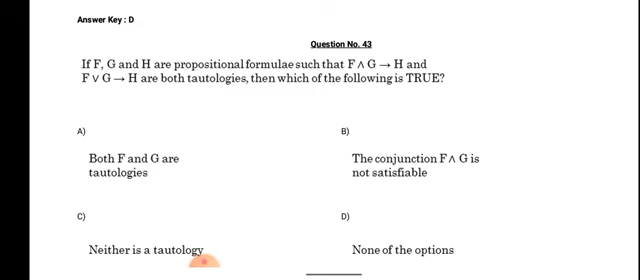 Answer Key : D
Question No. 43
If F, G and H are propositional formulae such that F ∧ G → H and
F ∨ G → H are both tautologies, then which of the following is TRUE?
A)
B)
Both F and G are
tautologies
The conjunction F ∧ G is
not satisfiable
C)
D)
Neither is a tautology
None of the options